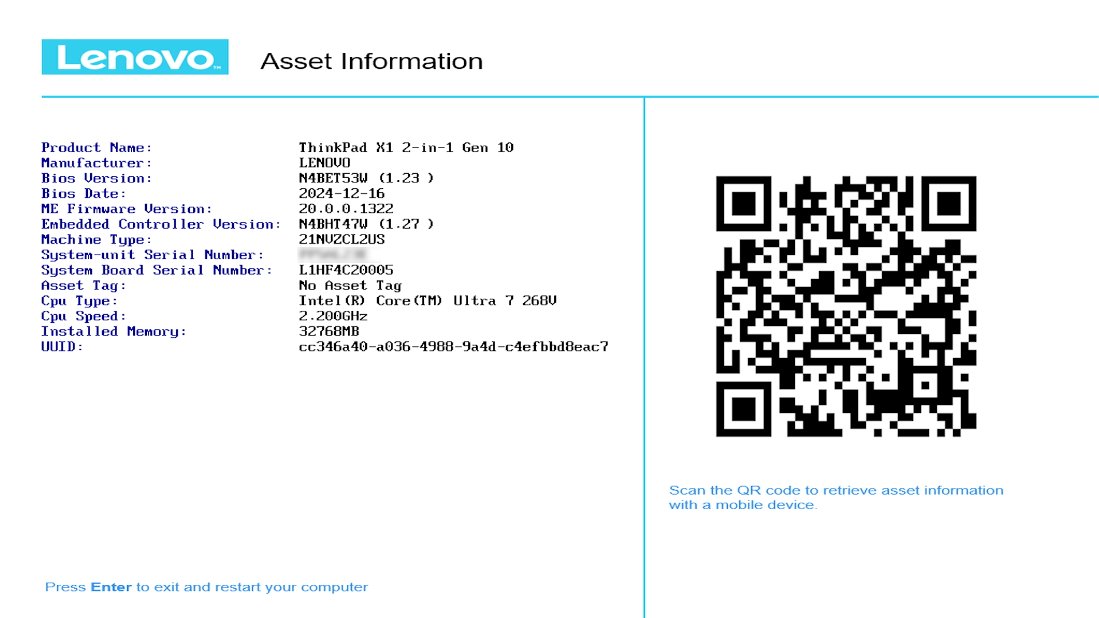 Lenovo™ Asset Information
Product Name: ThinkPad X1 2-in-1 Gen 10
Manufacturer: LENOVO
Bios Version: N4BET53W (1.23 )
Bios Date: 2024-12-16
ME Firmware Version: 20.0.0.1322
Embedded Controller Version: N4BHT47W (1.27 )
Machine Type: 21NVZCL2US
System-unit Serial Number:
System Board Serial Number: L1HF4C20005
Asset Tag: No Asset Tag
Cpu Type: Intel(R) Core(TM) Ultra 7 268V
Cpu Speed: 2.200GHz
Installed Memory: 32768MB
UUID: cc346a40-a036-4988-9a4d-c4efbbd8eac7
Scan the QR code to retrieve asset information
with a mobile device.
Press Enter to exit and restart your computer